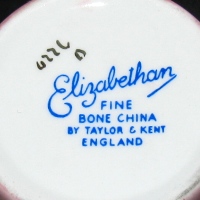 Elizabethan
FINE
BONE CHINA
BY TAYLOR & KENT
ENGLAND